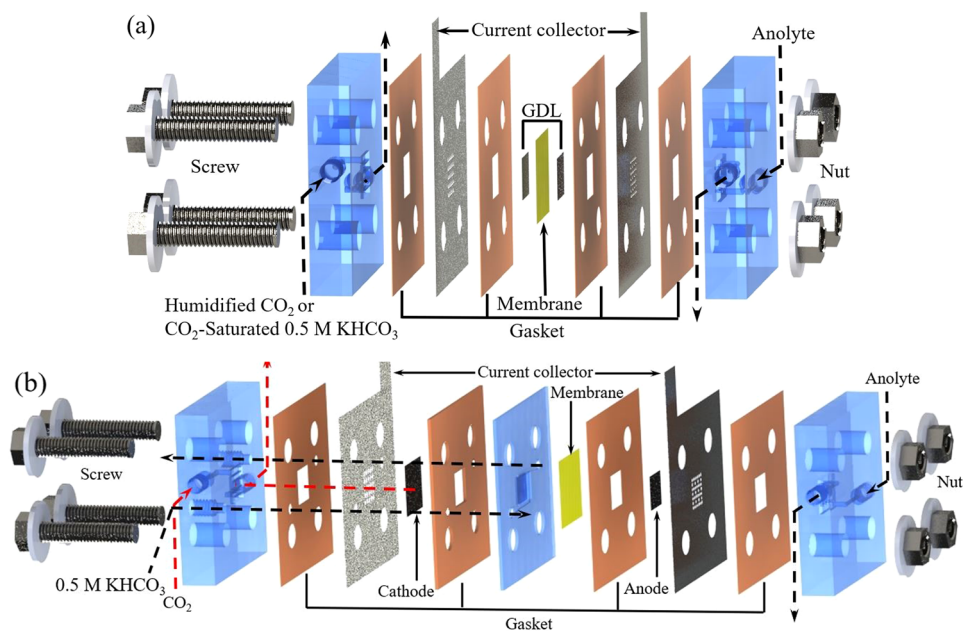 (a)
Current collector
Anolyte
GDL
Screw
Nut
Membrane
Humidified CO₂ or
CO₂-Saturated 0.5 M KHCO₃
Gasket
(b)
Current collector
Anolyte
Membrane
Screw
Nut
0.5 M KHCO₃
CO₂
Cathode
Anode
Gasket